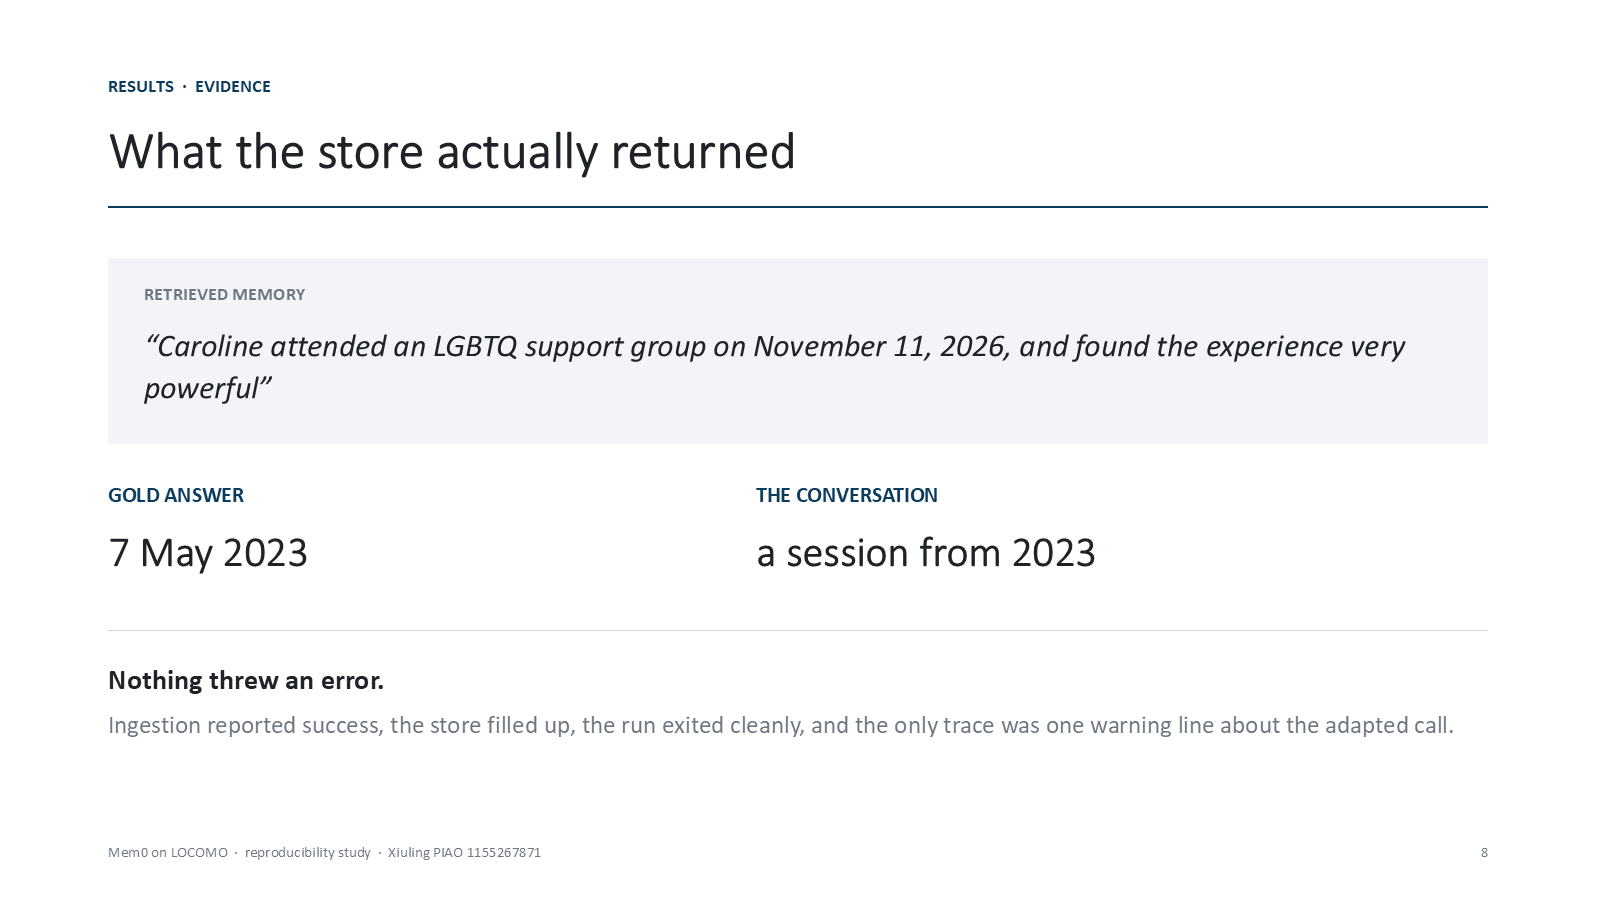 RESULTS · EVIDENCE
What the store actually returned
RETRIEVED MEMORY
“Caroline attended an LGBTQ support group on November 11, 2026, and found the experience very
powerful”
GOLD ANSWER
THE CONVERSATION
7 May 2023
a session from 2023
Nothing threw an error.
Ingestion reported success, the store filled up, the run exited cleanly, and the only trace was one warning line about the adapted call.
Mem0 on LOCOMO · reproducibility study · Xiuling PIAO 1155267871
8